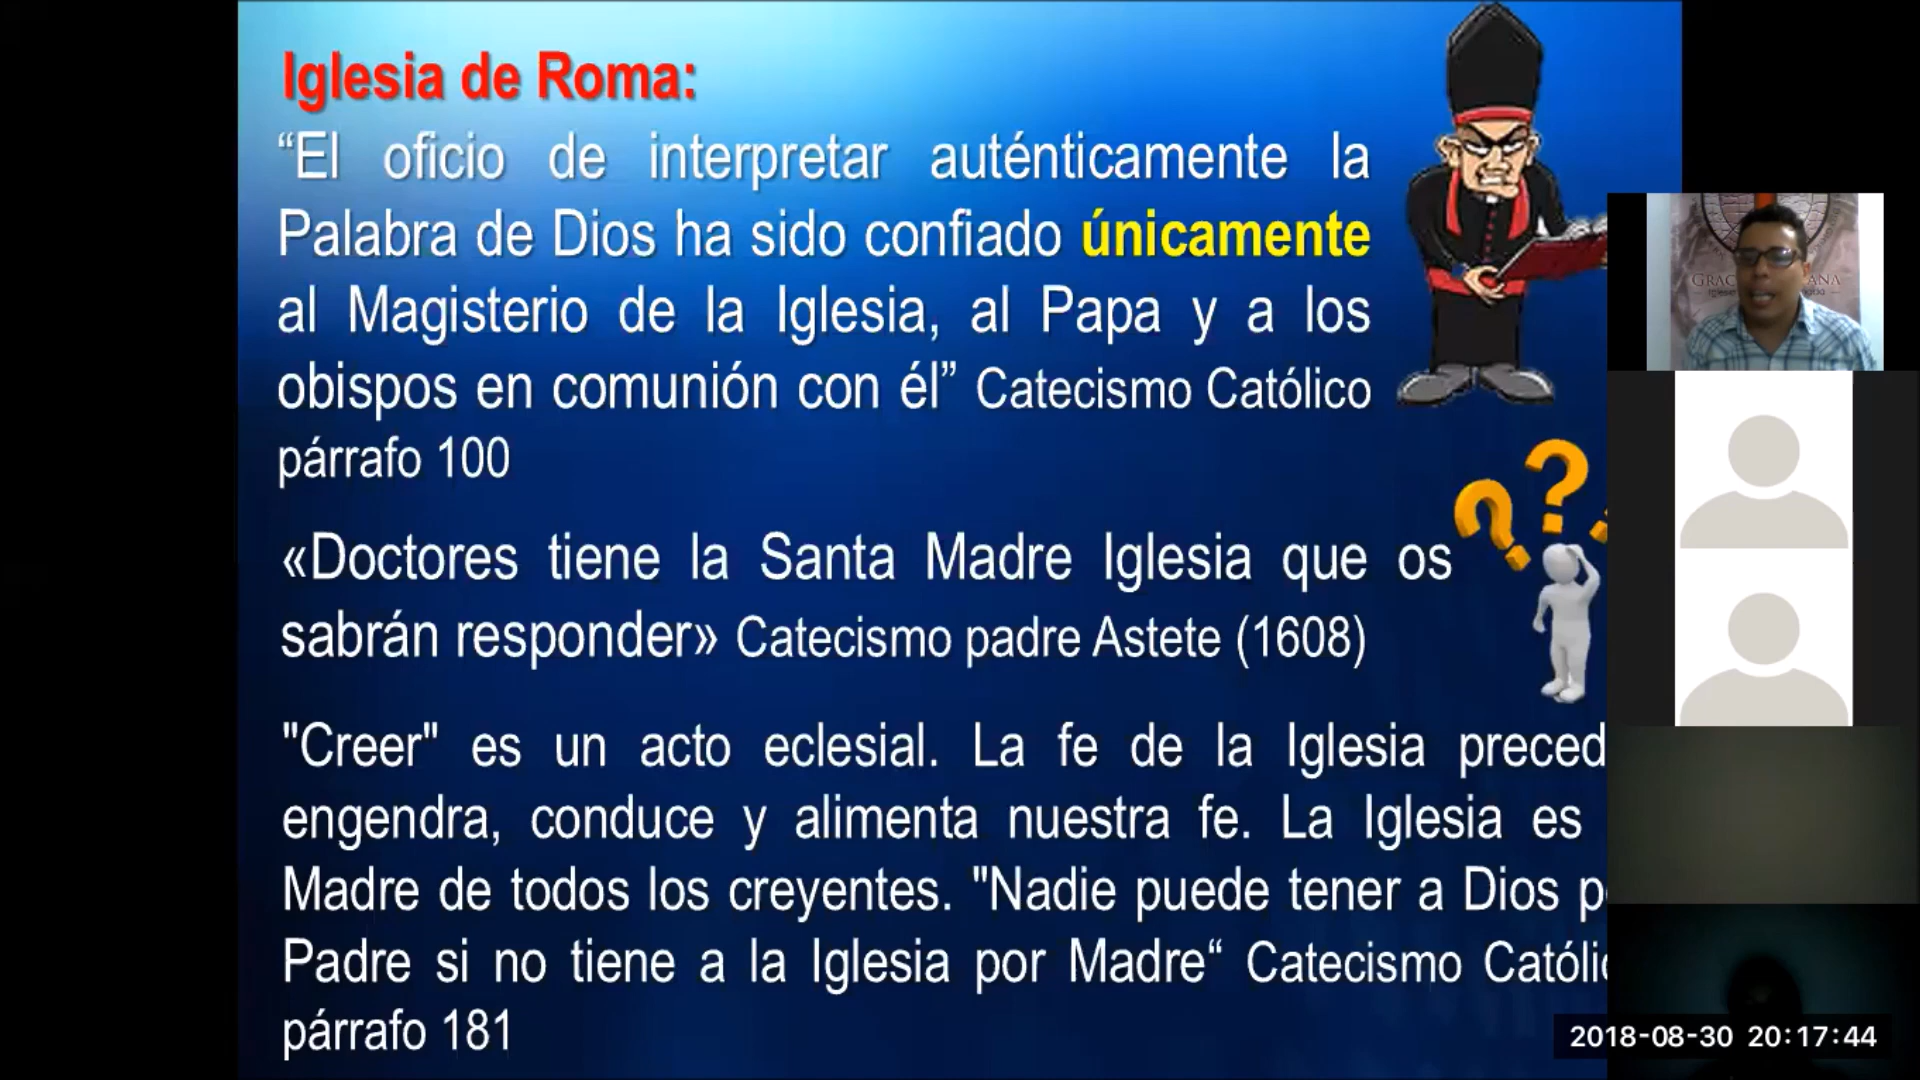 Iglesia de Roma:
“El oficio de interpretar auténticamente la
Palabra de Dios ha sido confiado únicamente
al Magisterio de la Iglesia, al Papa y a los
obispos en comunión con él” Catecismo Católico
párrafo 100
«Doctores tiene la Santa Madre Iglesia que os
sabrán responder» Catecismo padre Astete (1608)
"Creer" es un acto eclesial. La fe de la Iglesia preced
engendra, conduce y alimenta nuestra fe. La Iglesia es
Madre de todos los creyentes. "Nadie puede tener a Dios p
Padre si no tiene a la Iglesia por Madre“ Catecismo Católic
párrafo 181
2018-08-30 20:17:44